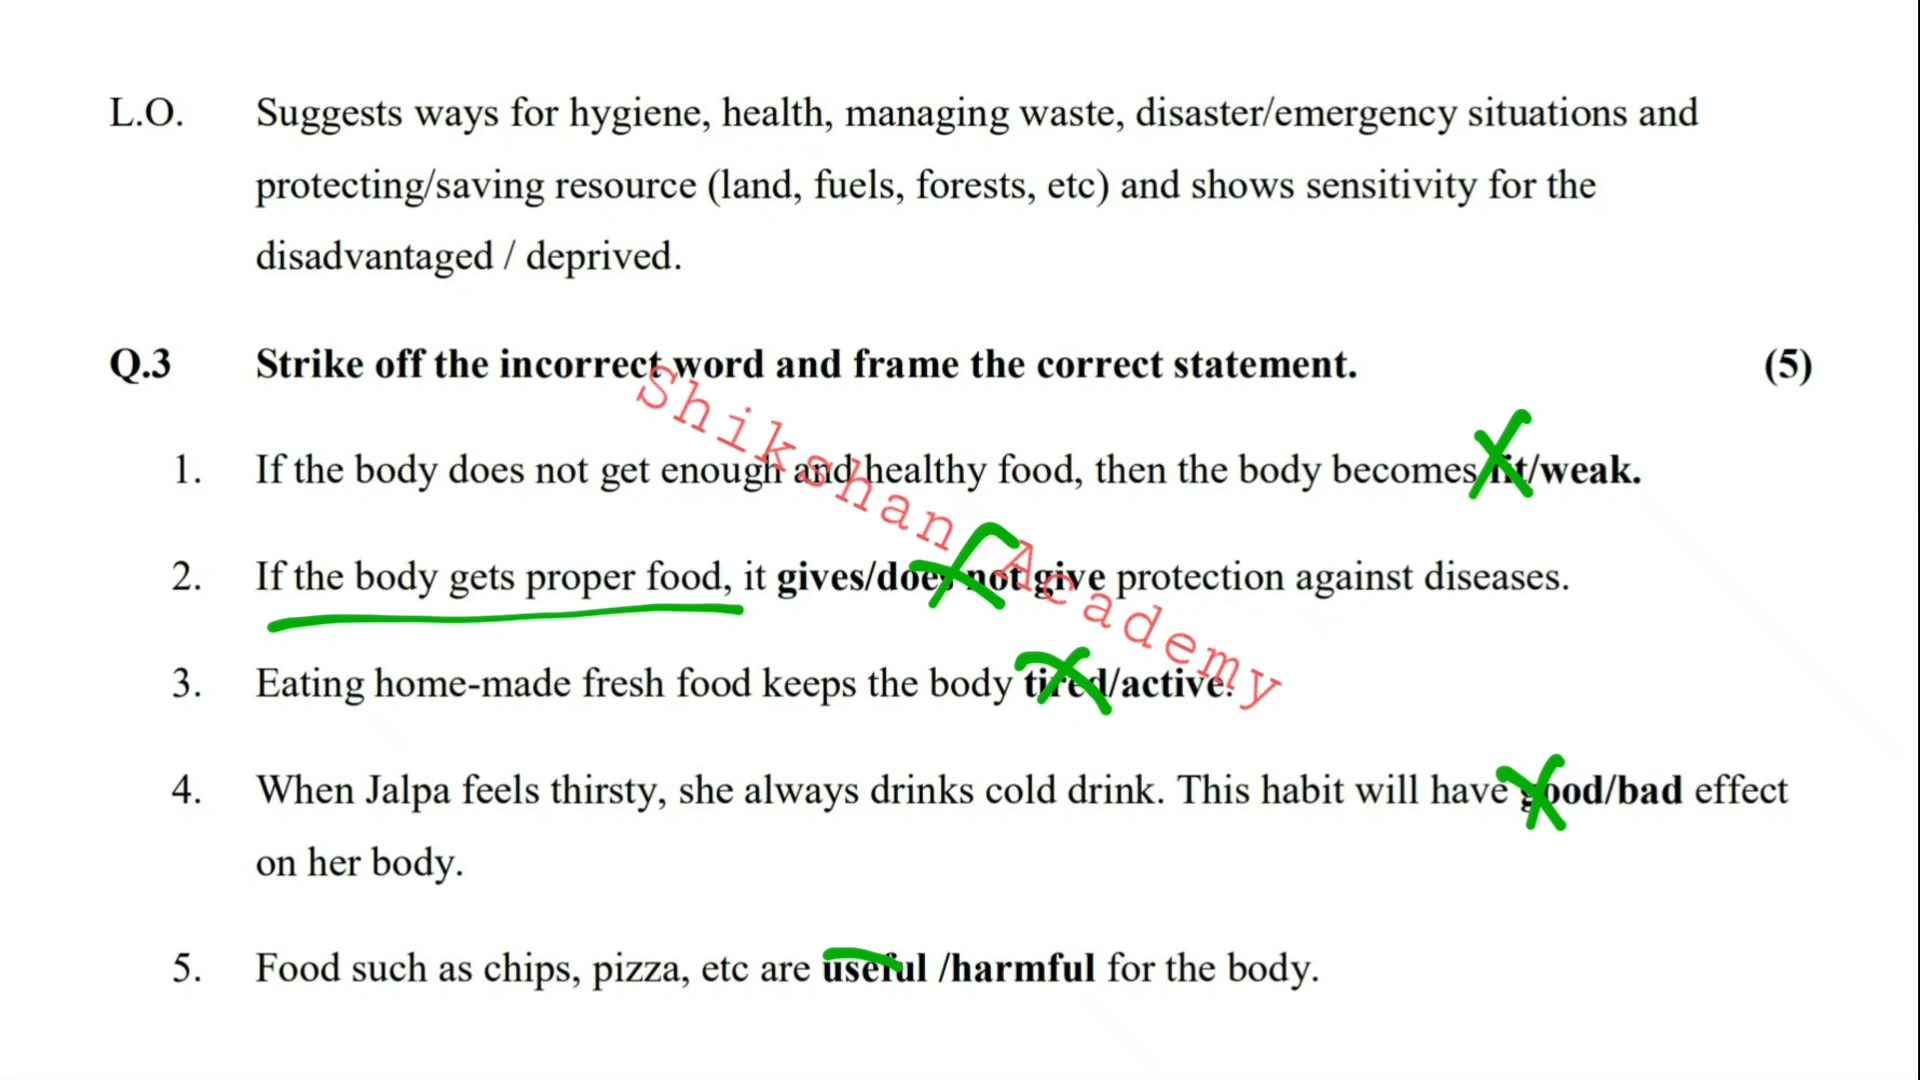 L.O. Suggests ways for hygiene, health, managing waste, disaster/emergency situations and
protecting/saving resource (land, fuels, forests, etc) and shows sensitivity for the
disadvantaged / deprived.
Q.3 Strike off the incorrect word and frame the correct statement. (5)
1. If the body does not get enough and healthy food, then the body becomes fit/weak.
2. If the body gets proper food, it gives/does not give protection against diseases.
3. Eating home-made fresh food keeps the body tired/active.
4. When Jalpa feels thirsty, she always drinks cold drink. This habit will have good/bad effect
on her body.
5. Food such as chips, pizza, etc are useful /harmful for the body.
Shikshan Academy